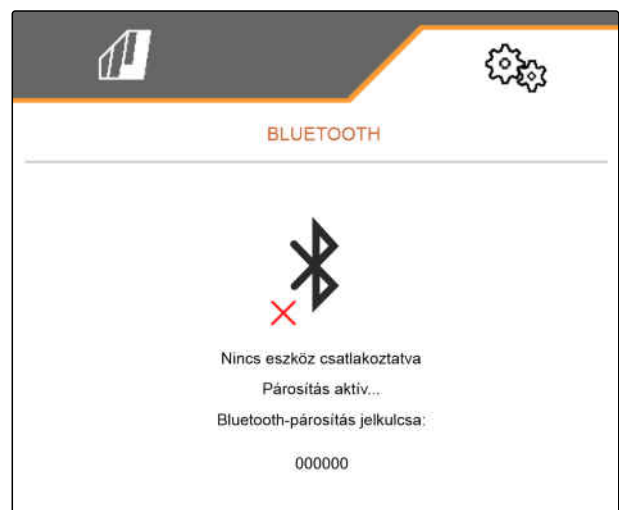 BLUETOOTH
Nincs eszköz csatlakoztatva
Párosítás aktív...
Bluetooth-párosítás jelkulcsa:
000000